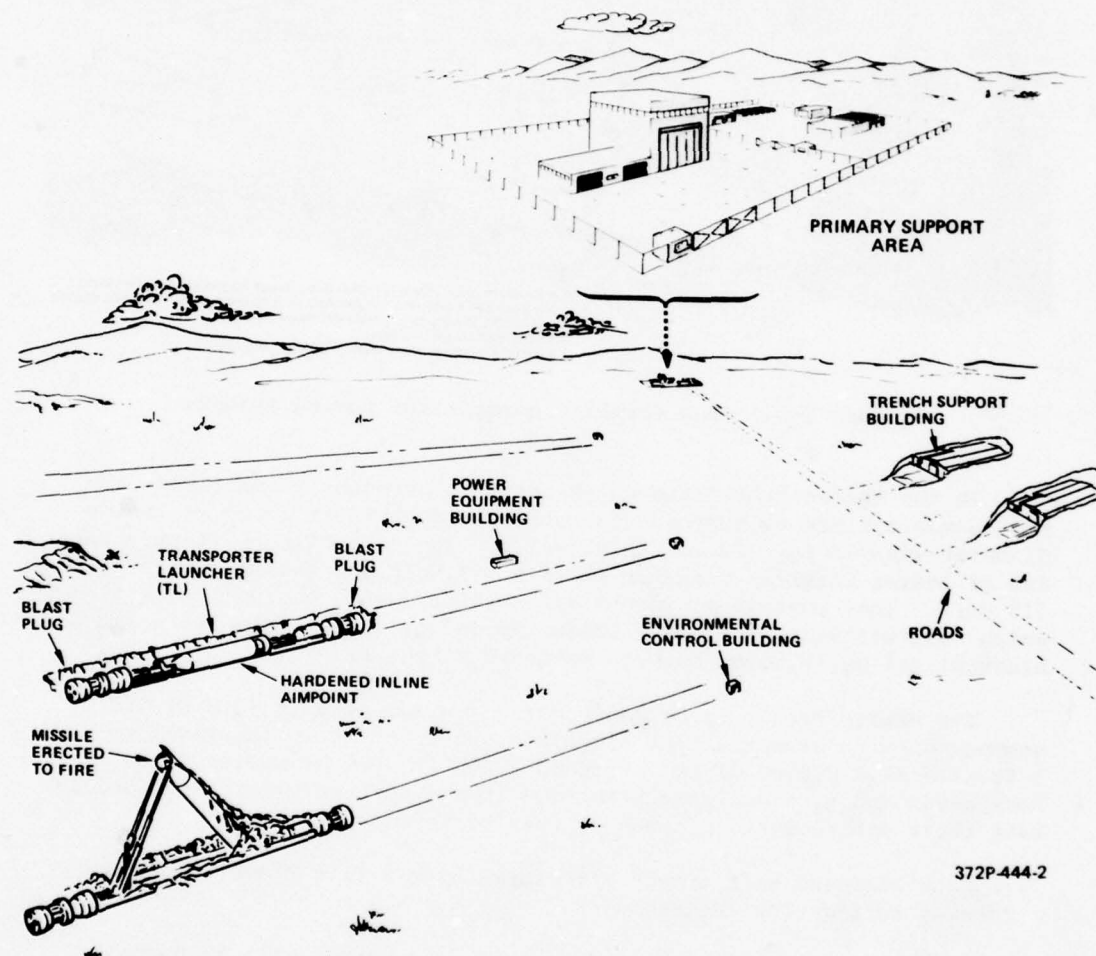 PRIMARY SUPPORT
AREA
TRENCH SUPPORT
BUILDING
POWER
EQUIPMENT
BUILDING
TRANSPORTER
LAUNCHER
(TL)
BLAST
PLUG
BLAST
PLUG
ENVIRONMENTAL
CONTROL BUILDING
ROADS
HARDENED INLINE
AIMPOINT
MISSILE
ERECTED
TO FIRE
372P-444-2